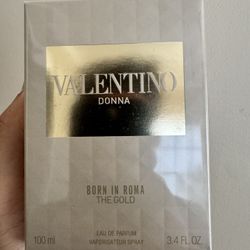 VALENTINO
DONNA
BORN IN ROMA
THE GOLD
EAU DE PARFUM
100 ml VAPORISATEUR SPRAY 3.4 FL.OZ.